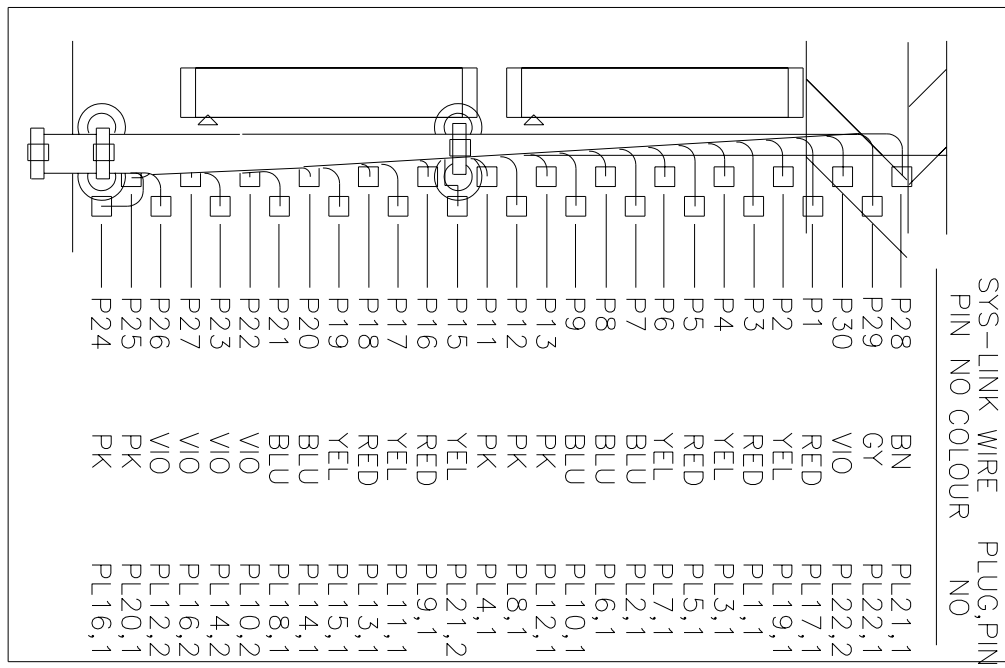 SYS-LINK WIRE PLUG,PIN
PIN NO COLOUR NO
P28 BN PL21,1
P29 GY PL22,1
P30 VIO PL22,2
P1 RED PL17,1
P2 YEL PL19,1
P3 RED PL1,1
P4 YEL PL3,1
P5 RED PL5,1
P6 YEL PL7,1
P7 BLU PL2,1
P8 BLU PL6,1
P9 BLU PL10,1
P13 PK PL12,1
P12 PK PL8,1
P11 PK PL4,1
P15 YEL PL21,2
P16 RED PL9,1
P17 YEL PL11,1
P18 RED PL13,1
P19 YEL PL15,1
P20 BLU PL14,1
P21 BLU PL18,1
P22 VIO PL10,2
P23 VIO PL14,2
P27 VIO PL16,2
P26 VIO PL12,2
P25 PK PL20,1
P24 PK PL16,1